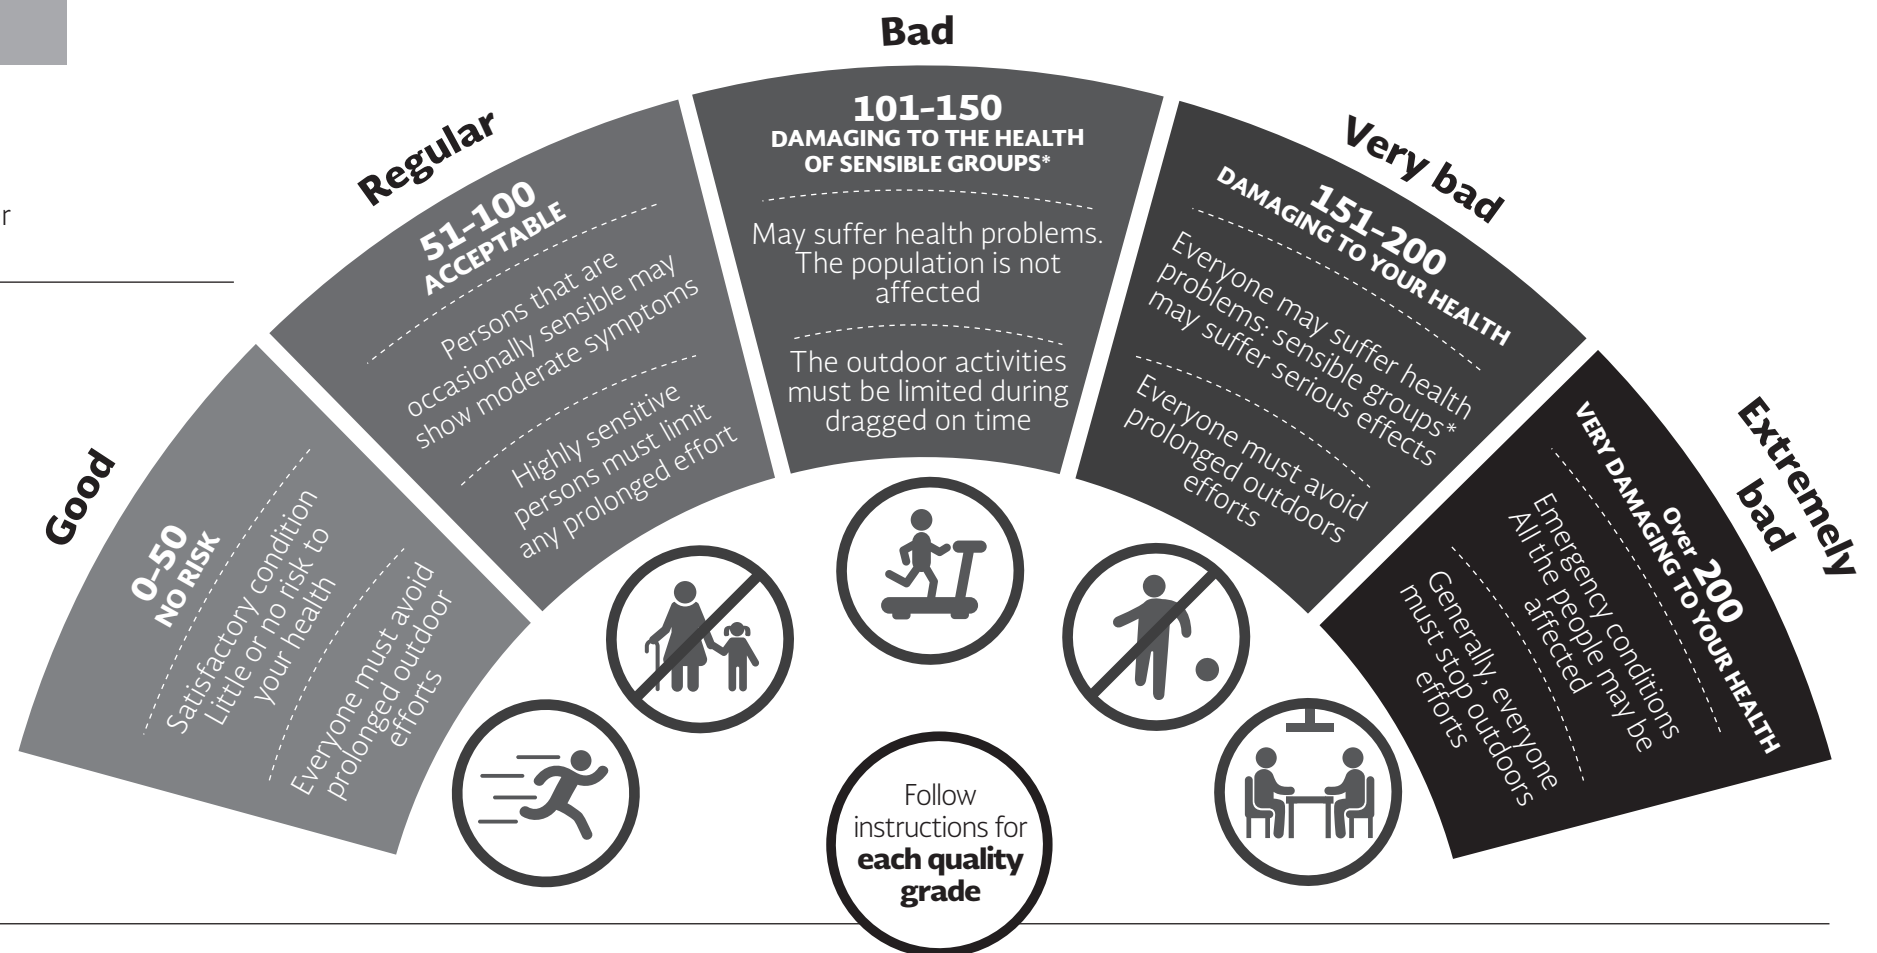 r
Good
0–50
NO RISK
Satisfactory condition
Little or no risk to
your health
Everyone must avoid
prolonged outdoor
efforts
Regular
51–100
ACCEPTABLE
Persons that are
occasionally sensible may
show moderate symptoms
Highly sensitive
persons must limit
any prolonged effort
Bad
101–150
DAMAGING TO THE HEALTH
OF SENSIBLE GROUPS*
May suffer health problems.
The population is not
affected
The outdoor activities
must be limited during
dragged on time
Very bad
151–200
DAMAGING TO YOUR HEALTH
Everyone may suffer health
problems: sensible groups*
may suffer serious effects
Everyone must avoid
prolonged outdoors
efforts
Extremely
bad
Over 200
VERY DAMAGING TO YOUR HEALTH
Emergency conditions
All the people may be
affected
Generally, everyone
must stop outdoors
efforts
Follow
instructions for
each quality
grade